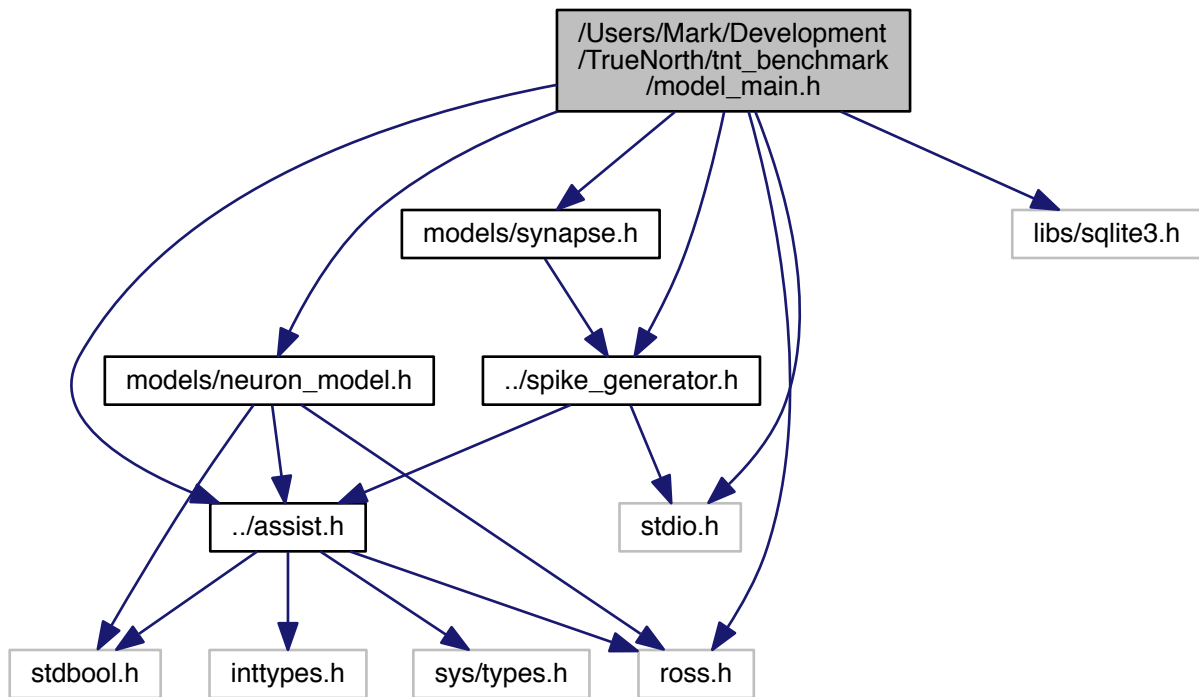 /Users/Mark/Development
/TrueNorth/tnt_benchmark
/model_main.h
models/synapse.h
libs/sqlite3.h
models/neuron_model.h
../spike_generator.h
../assist.h
stdio.h
stdbool.h
inttypes.h
sys/types.h
ross.h